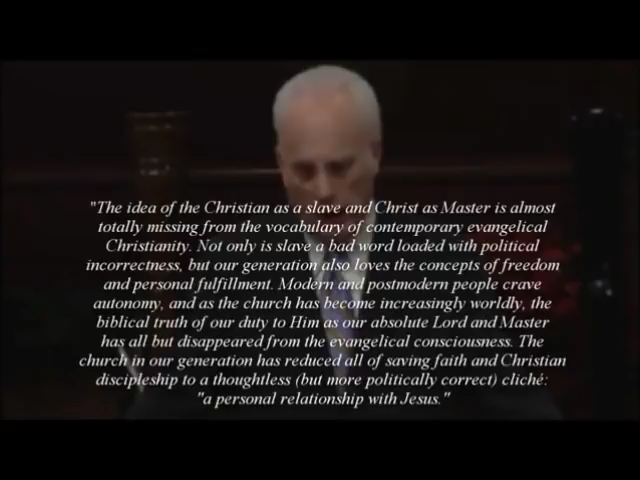 "The idea of the Christian as a slave and Christ as Master is almost
totally missing from the vocabulary of contemporary evangelical
Christianity. Not only is slave a bad word loaded with political
incorrectness, but our generation also loves the concepts of freedom
and personal fulfillment. Modern and postmodern people crave
autonomy, and as the church has become increasingly worldly, the
biblical truth of our duty to Him as our absolute Lord and Master
has all but disappeared from the evangelical consciousness. The
church in our generation has reduced all of saving faith and Christian
discipleship to a thoughtless (but more politically correct) cliché:
"a personal relationship with Jesus."